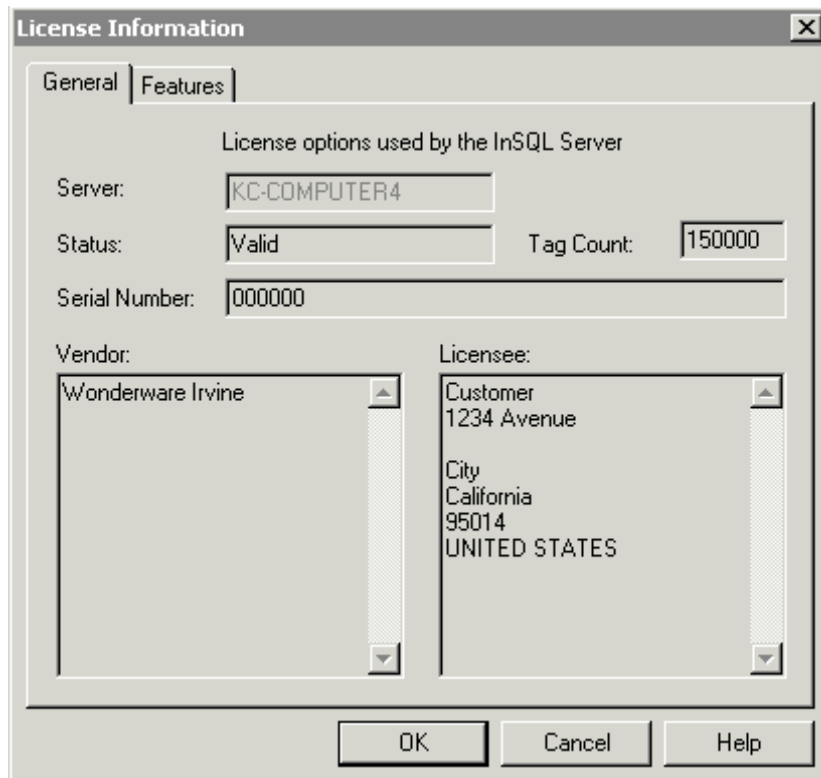 License Information
General
Features
License options used by the InSQL Server
Server: KC-COMPUTER4
Status: Valid
Tag Count: 150000
Serial Number: 000000
Vendor:
Wonderware Irvine
Licensee:
Customer
1234 Avenue
City
California
95014
UNITED STATES
OK
Cancel
Help